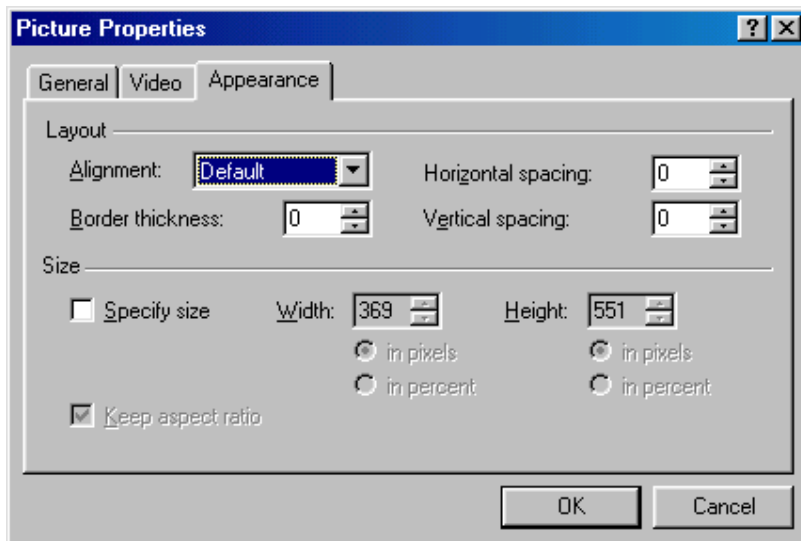 Picture Properties
General Video Appearance
Layout
Alignment: Default Horizontal spacing: 0
Border thickness: 0 Vertical spacing: 0
Size
Specify size Width: 369 Height: 551
in pixels in pixels
in percent in percent
Keep aspect ratio
OK Cancel